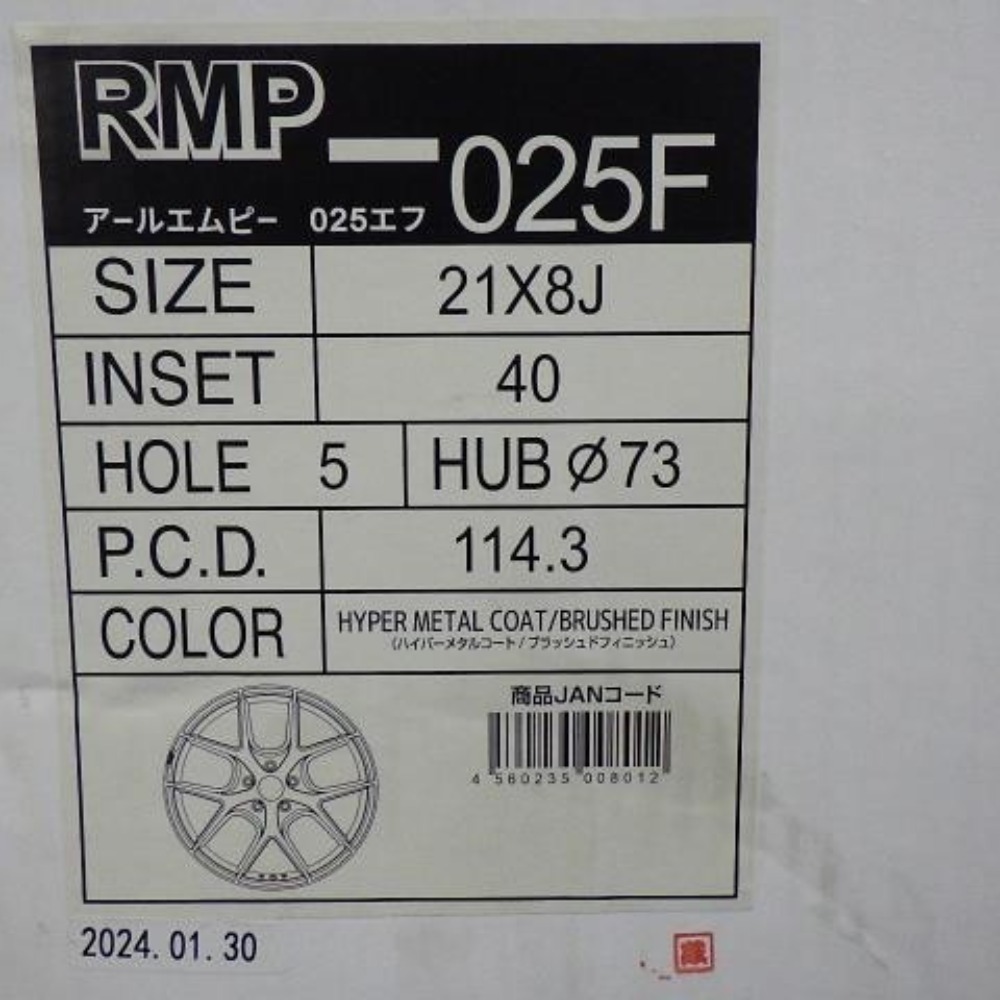 RMP-025F
アールエムピー 025エフ
SIZE 21X8J
INSET 40
HOLE 5 HUB Ø73
P.C.D. 114.3
COLOR HYPER METAL COAT/BRUSHED FINISH
(ハイパーメタルコート/ブラッシュドフィニッシュ)
商品JANコード
4 560235 008012
2024. 01. 30